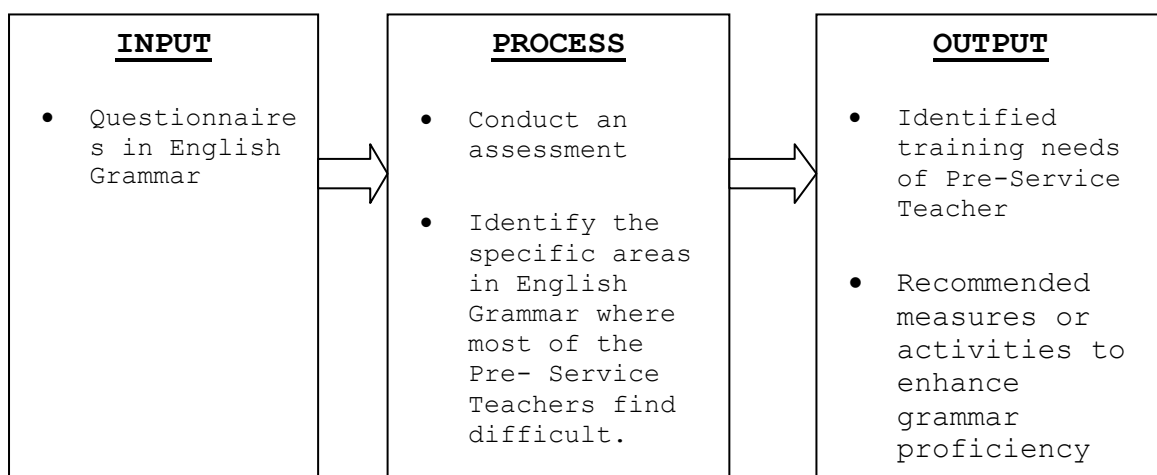 INPUT
• Questionnaire
s in English
Grammar
PROCESS
• Conduct an
assessment
• Identify the
specific areas
in English
Grammar where
most of the
Pre- Service
Teachers find
difficult.
OUTPUT
• Identified
training needs
of Pre-Service
Teacher
• Recommended
measures or
activities to
enhance
grammar
proficiency